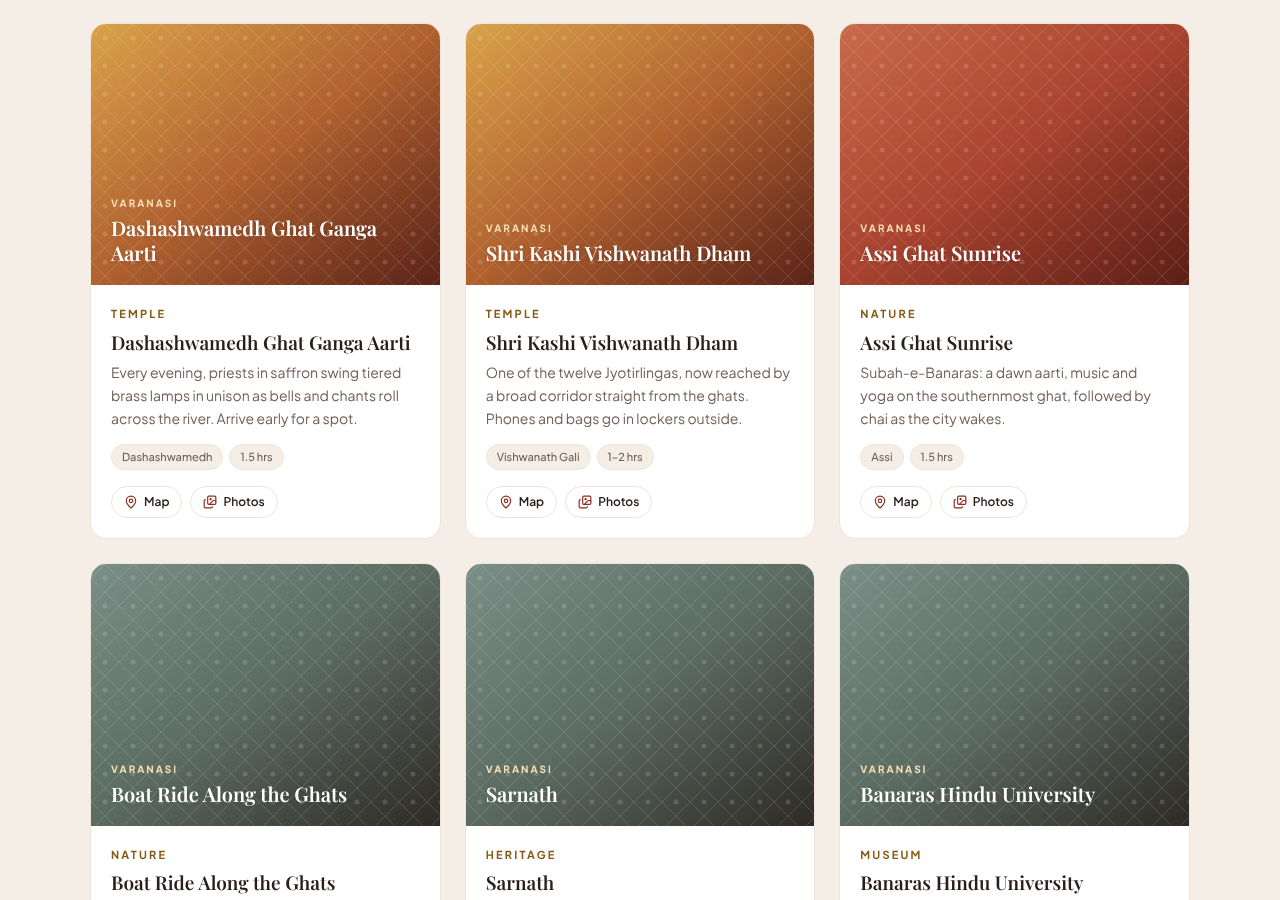 VARANASI
Dashashwamedh Ghat Ganga
Aarti
TEMPLE
Dashashwamedh Ghat Ganga Aarti
Every evening, priests in saffron swing tiered
brass lamps in unison as bells and chants roll
across the river. Arrive early for a spot.
Dashashwamedh
1.5 hrs
Map
Photos
VARANASI
Shri Kashi Vishwanath Dham
TEMPLE
Shri Kashi Vishwanath Dham
One of the twelve Jyotirlingas, now reached by
a broad corridor straight from the ghats.
Phones and bags go in lockers outside.
Vishwanath Gali
1–2 hrs
Map
Photos
VARANASI
Assi Ghat Sunrise
NATURE
Assi Ghat Sunrise
Subah-e-Banaras: a dawn aarti, music and
yoga on the southernmost ghat, followed by
chai as the city wakes.
Assi
1.5 hrs
Map
Photos
VARANASI
Boat Ride Along the Ghats
NATURE
Boat Ride Along the Ghats
VARANASI
Sarnath
HERITAGE
Sarnath
VARANASI
Banaras Hindu University
MUSEUM
Banaras Hindu University